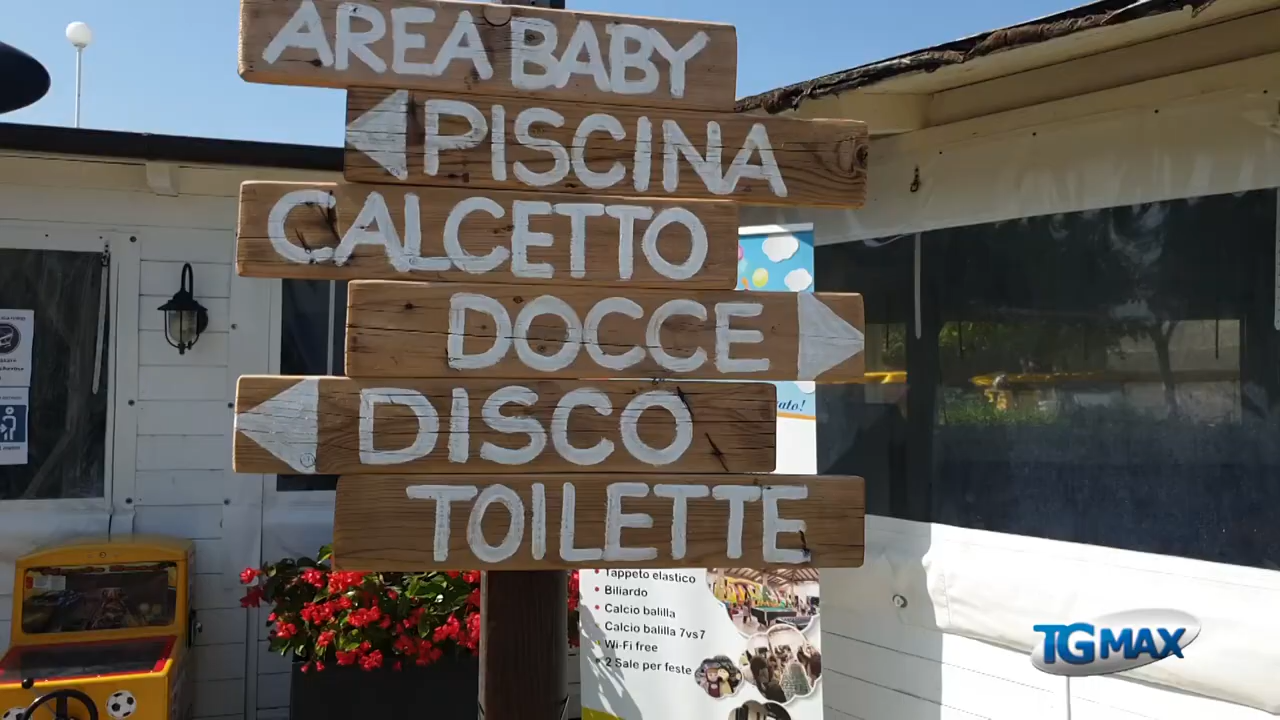 AREA BABY
PISCINA
CALCETTO
DOCCE
DISCO
TOILETTE
Tappeto elastico
Biliardo
Calcio balilla
Calcio balilla 7vs7
Wi-Fi free
2 Sale per feste
TGMAX